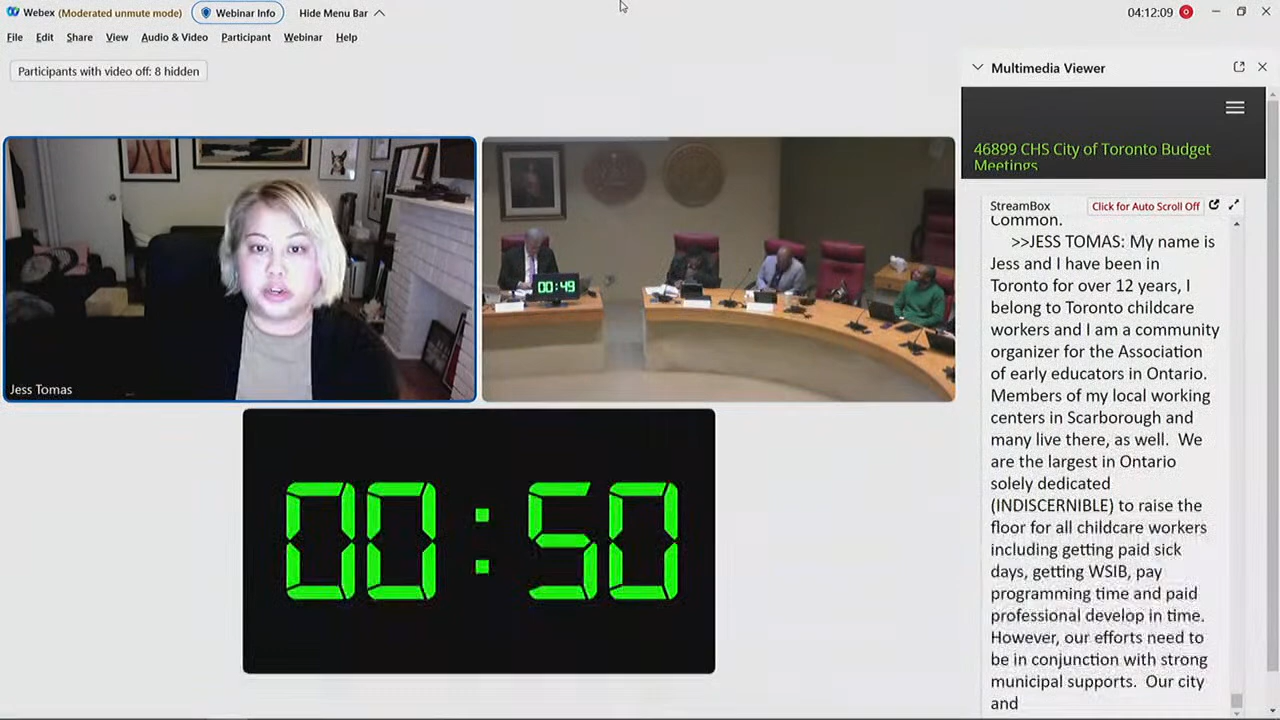 Webex (Moderated unmute mode) Webinar Info Hide Menu Bar 04:12:09
File Edit Share View Audio & Video Participant Webinar Help
Participants with video off: 8 hidden
Multimedia Viewer
46899 CHS City of Toronto Budget
Meetings
StreamBox Click for Auto Scroll Off
Common.
>>JESS TOMAS: My name is
Jess and I have been in
Toronto for over 12 years, I
belong to Toronto childcare
workers and I am a community
organizer for the Association
of early educators in Ontario.
Members of my local working
centers in Scarborough and
many live there, as well. We
are the largest in Ontario
solely dedicated
(INDISCERNIBLE) to raise the
floor for all childcare workers
including getting paid sick
days, getting WSIB, pay
programming time and paid
professional develop in time.
However, our efforts need to
be in conjunction with strong
municipal supports. Our city
and
Jess Tomas
00:49
00:50